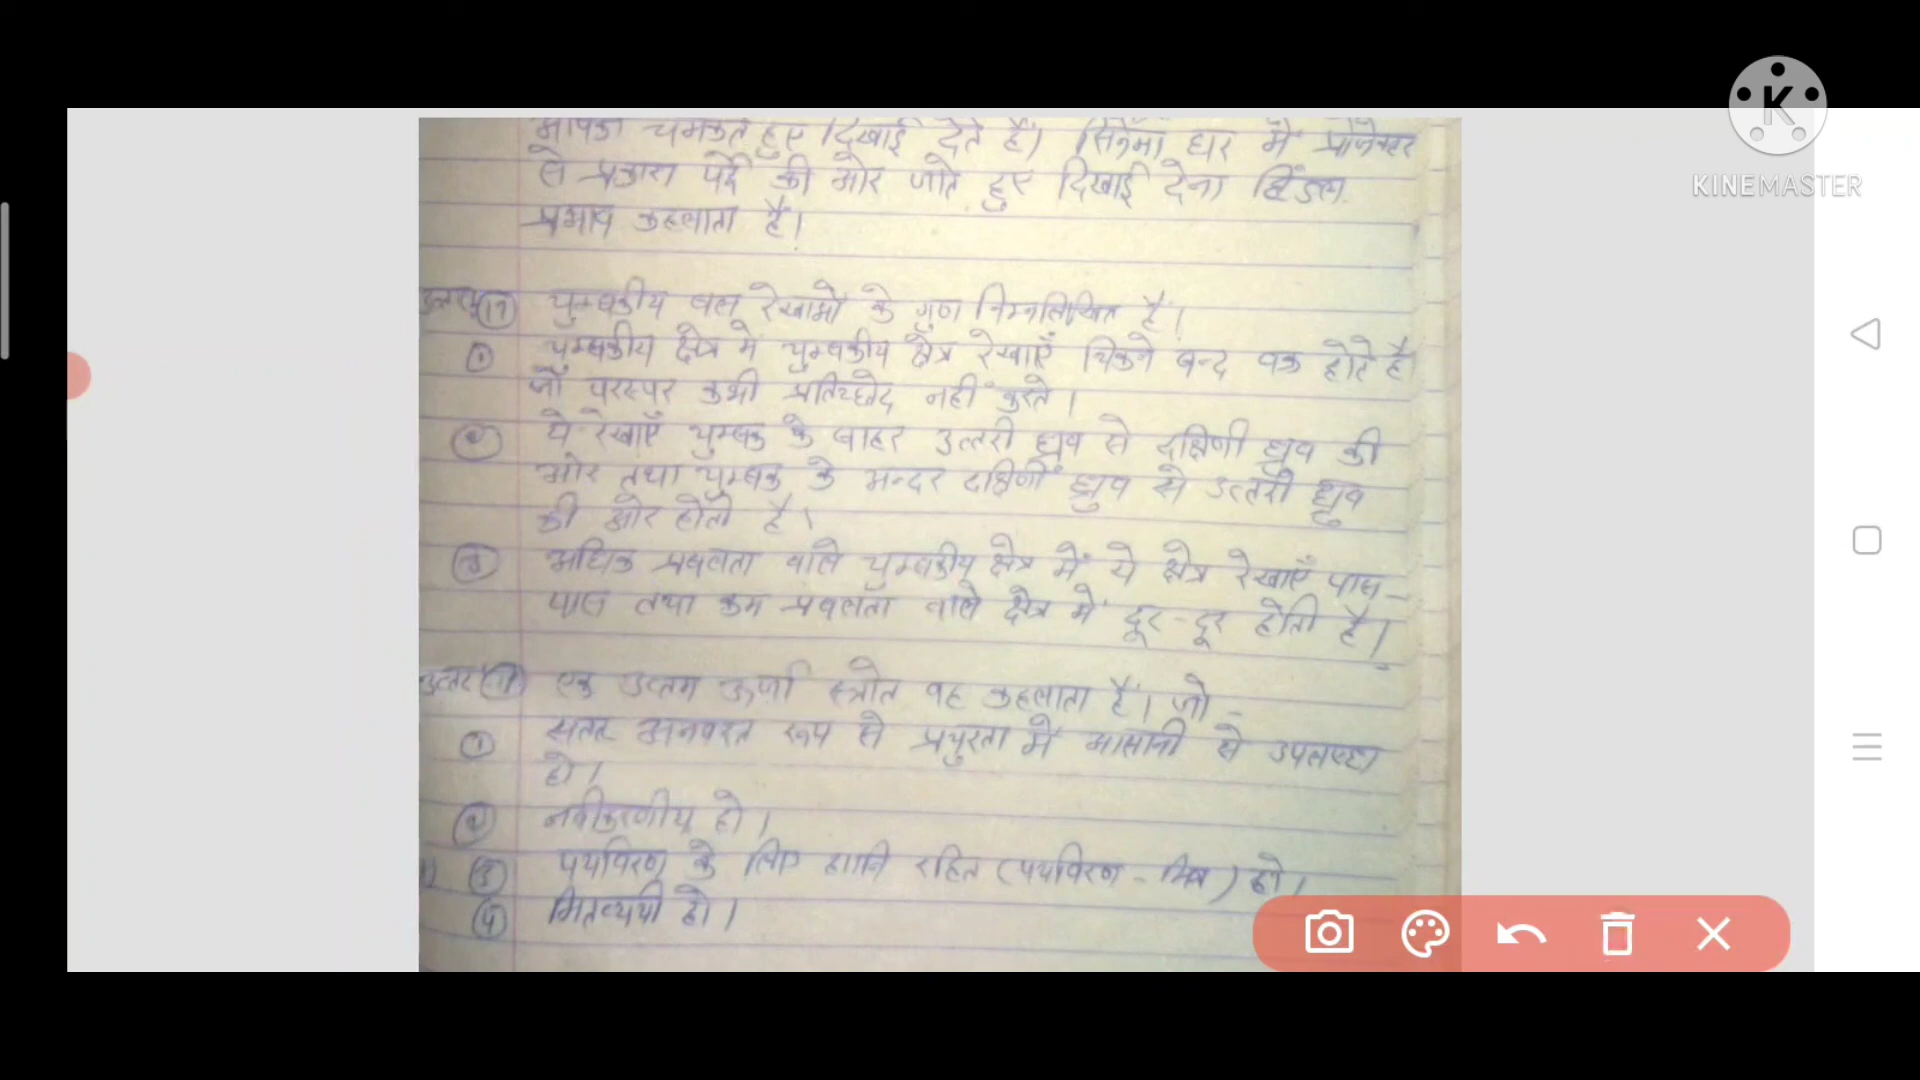 चमकते हुए दिखाई देते हैं। सिनेमा घर में प्रोजेक्टर
से प्रकाश पर्दे की ओर जाते हुए दिखाई देना टिंडल
प्रभाव कहलाता है।
KINEMASTER
(17) चुम्बकीय बल रेखाओं के गुण निम्नलिखित है।
① चुम्बकीय क्षेत्र में चुम्बकीय क्षेत्र रेखाएँ चिकने बन्द वक्र होते है
जो परस्पर कभी प्रतिच्छेद नहीं करते।
② ये रेखाएँ चुम्बक के बाहर उत्तरी ध्रुव से दक्षिणी ध्रुव की
ओर तथा चुम्बक के अन्दर दक्षिणी ध्रुव से उत्तरी ध्रुव
की ओर होती है।
③ अधिक प्रबलता वाले चुम्बकीय क्षेत्र में ये क्षेत्र रेखाएँ पास-
पास तथा कम प्रबलता वाले क्षेत्र में दूर-दूर होती है।
उत्तर एक उत्तम ऊर्जा स्त्रोत वह कहलाता है। जो -
① सतत अनवरत रूप से प्रचुरता में आसानी से उपलब्ध
हो।
② नवीकरणीय हो।
③ पर्यावरण के लिए हानि रहित (पर्यावरण - मित्र) हो।
④ मितव्ययी हो।